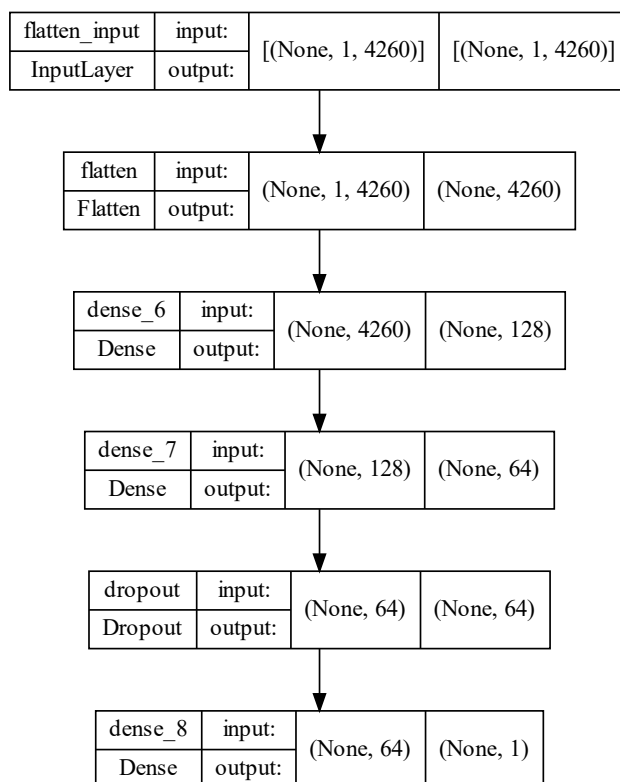 flatten_input input: [(None, 1, 4260)] [(None, 1, 4260)]
InputLayer output:
flatten input: (None, 1, 4260) (None, 4260)
Flatten output:
dense_6 input: (None, 4260) (None, 128)
Dense output:
dense_7 input: (None, 128) (None, 64)
Dense output:
dropout input: (None, 64) (None, 64)
Dropout output:
dense_8 input: (None, 64) (None, 1)
Dense output: